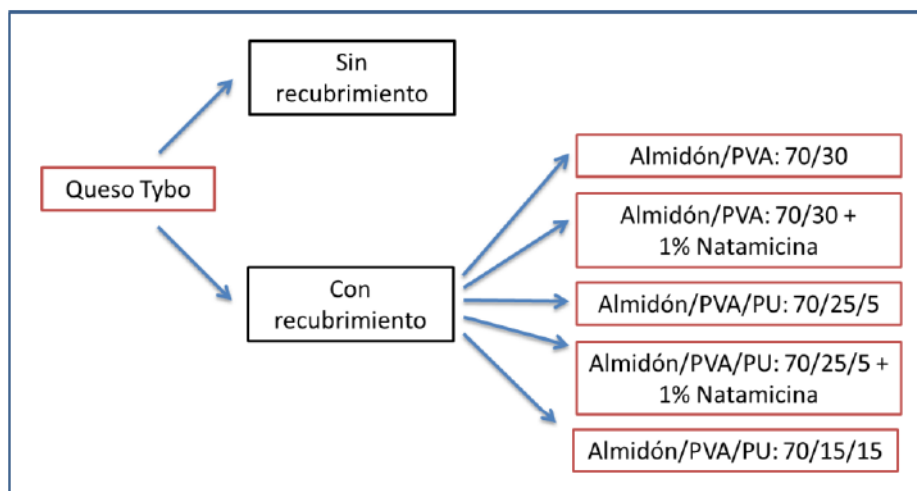 Sin
recubrimiento
Queso Tybo
Con
recubrimiento
Almidón/PVA: 70/30
Almidón/PVA: 70/30 +
1% Natamicina
Almidón/PVA/PU: 70/25/5
Almidón/PVA/PU: 70/25/5 +
1% Natamicina
Almidón/PVA/PU: 70/15/15